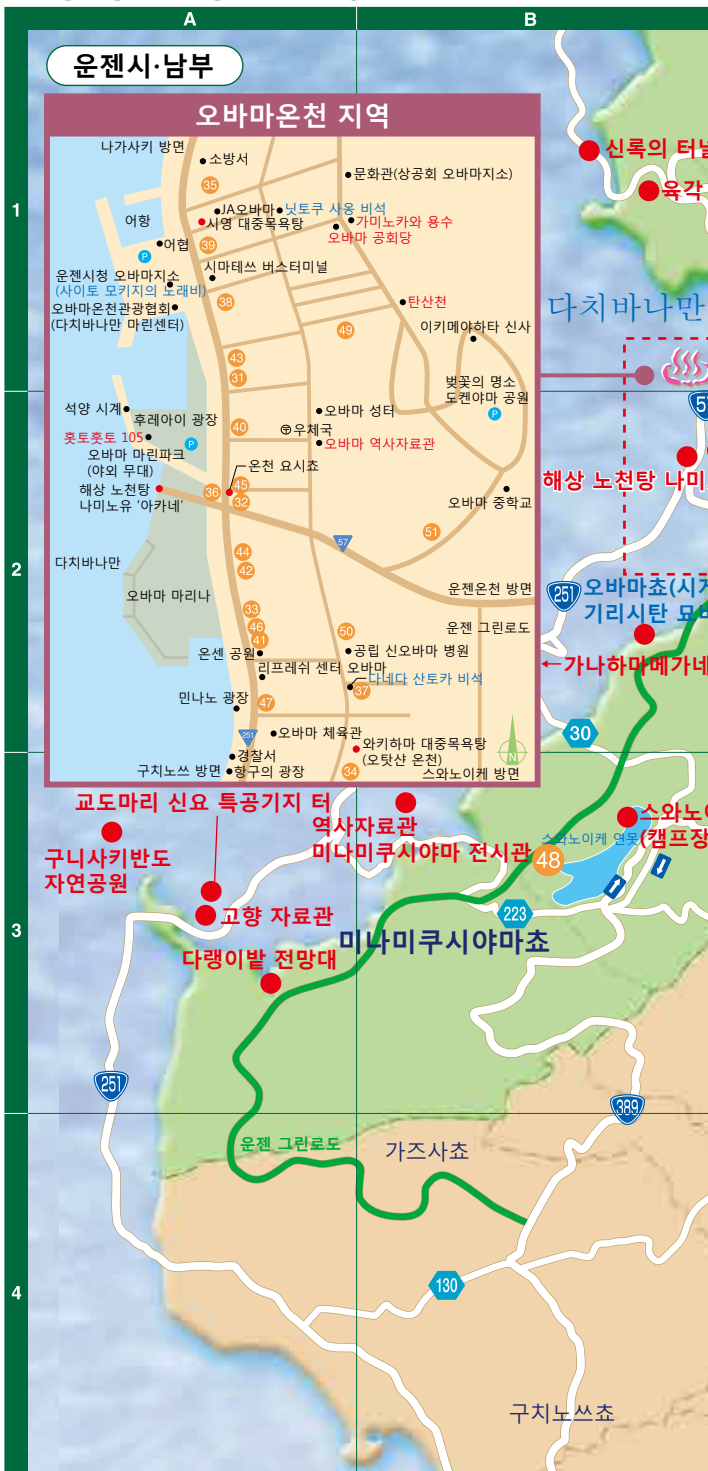 A
B
운젠시·남부
오바마온천 지역
나가사키 방면
소방서
문화관(상공회 오바마지소)
35
JA오바마
닛토쿠 사옹 비석
시영 대중목욕탕
가미노카와 용수
오바마 공회당
어항
어협
39
P
시마테쓰 버스터미널
운젠시청 오바마지소
(사이토 모키지의 노래비)
오바마온천관광협회
(다치바나만 마린센터)
38
탄산천
49
이키메야하타 신사
43
31
벚꽃의 명소
도켄야마 공원
P
석양 시계
후레아이 광장
홋토홋토 105
P
오바마 마린파크
(야외 무대)
40
오바마 성터
우체국
오바마 역사자료관
온천 요시쵸
해상 노천탕
나미노유 '아카네'
36
45
32
오바마 중학교
57
51
다치바나만
44
42
오바마 마리나
운젠온천 방면
33
46
41
50
운젠 그린로도
온센 공원
공립 신오바마 병원
리프레쉬 센터 오바마
다네다 산토카 비석
37
민나노 광장
47
251
오바마 체육관
와키하마 대중목욕탕
(오탓샨 온천)
경찰서
구치노쓰 방면
항구의 광장
34
스와노이케 방면
N
1
2
3
4
신록의 터널
육각
다치바나만
57
해상 노천탕 나미
251
오바마쵸(시가
기리시탄 묘비
←가나하마메가네
30
교도마리 신요 특공기지 터
구니사키반도
자연공원
역사자료관
미나미쿠시야마 전시관
스와노이
(캠프장
스와노이케 연못
48
고향 자료관
223
미나미쿠시야마쵸
다랭이밭 전망대
251
389
운젠 그린로도
가즈사쵸
130
구치노쓰쵸